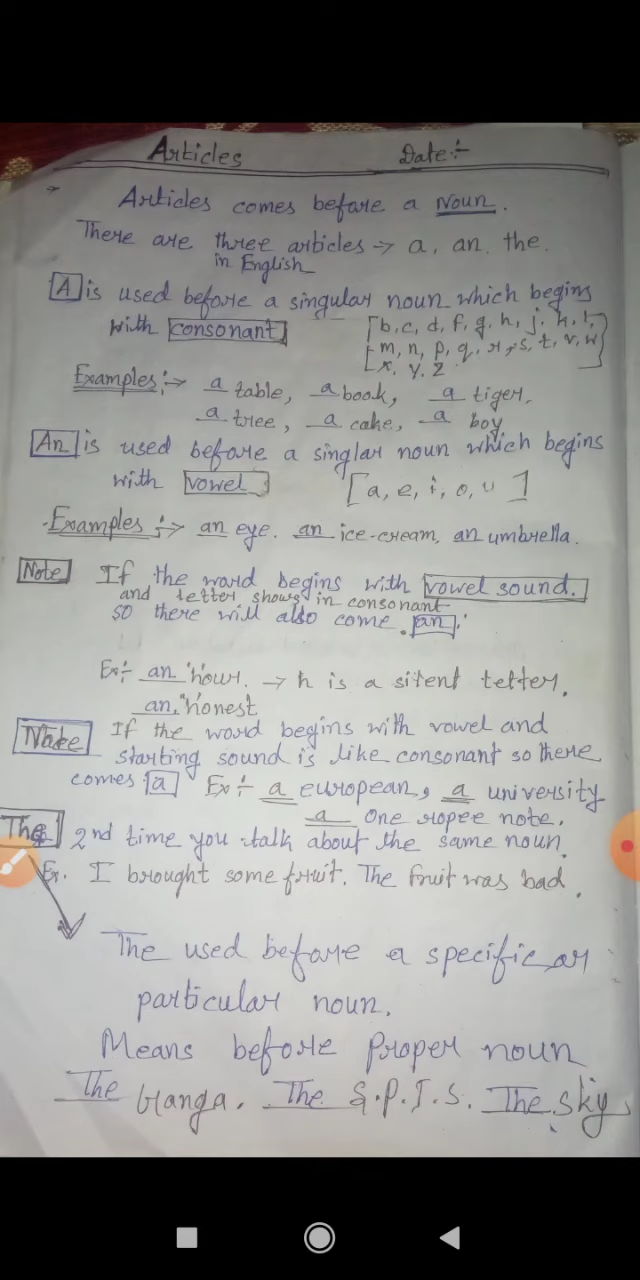 Articles Date:-
Articles comes before a Noun.
There are three articles → a, an. the.
in English
A is used before a singular noun which begins
with consonant [b, c, d, f, g, h, j, k, l,
m, n, p, q, r, s, t, v, w
x, y, z]
Examples:→ a table, a book, a tiger.
a tree, a cake, a boy
An is used before a singlar noun which begins
with vowel [a, e, i, o, u]
Examples:→ an eye. an ice-cream, an umbrella.
Note If the word begins with vowel sound.
and letter shows in consonant
so there will also come. an.
Ex:- an hour. → h is a silent letter.
an, honest
Note If the word begins with vowel and
starting sound is like consonant so there
comes a Ex:- a european, a university
a One ropee note.
The 2nd time you talk about the same noun.
Ex. I brought some fruit. The fruit was bad.
The used before a specific or
particular noun.
Means before Proper noun
The Ganga. The S.P.I.S. The sky